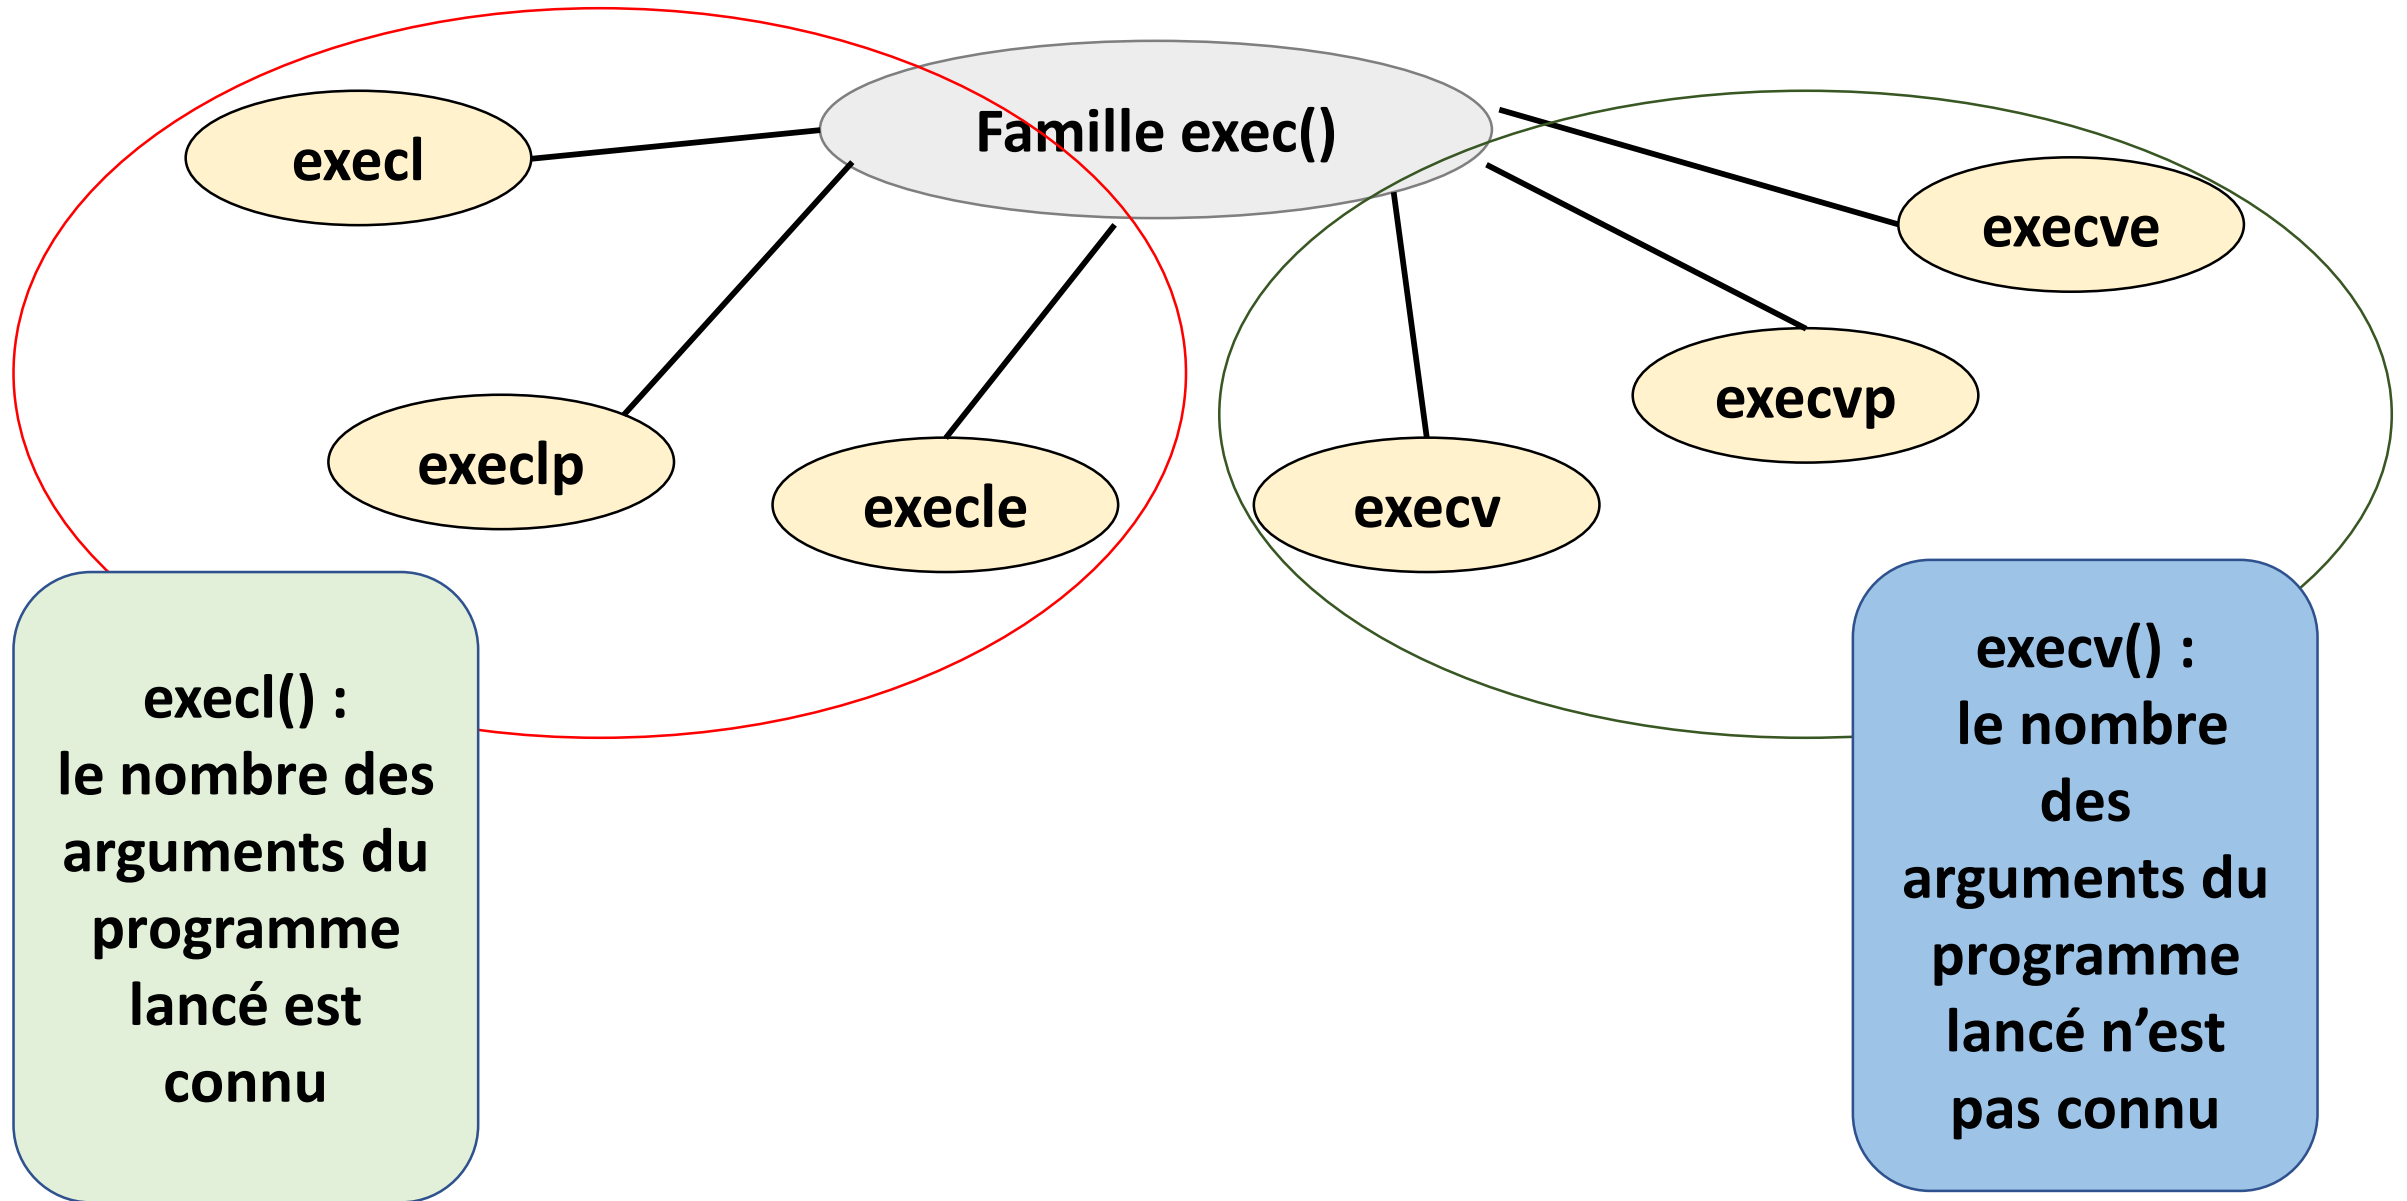 Famille exec()
execl
execlp
execle
execv
execvp
execve
execl() :
le nombre des
arguments du
programme
lancé est
connu
execv() :
le nombre
des
arguments du
programme
lancé n’est
pas connu